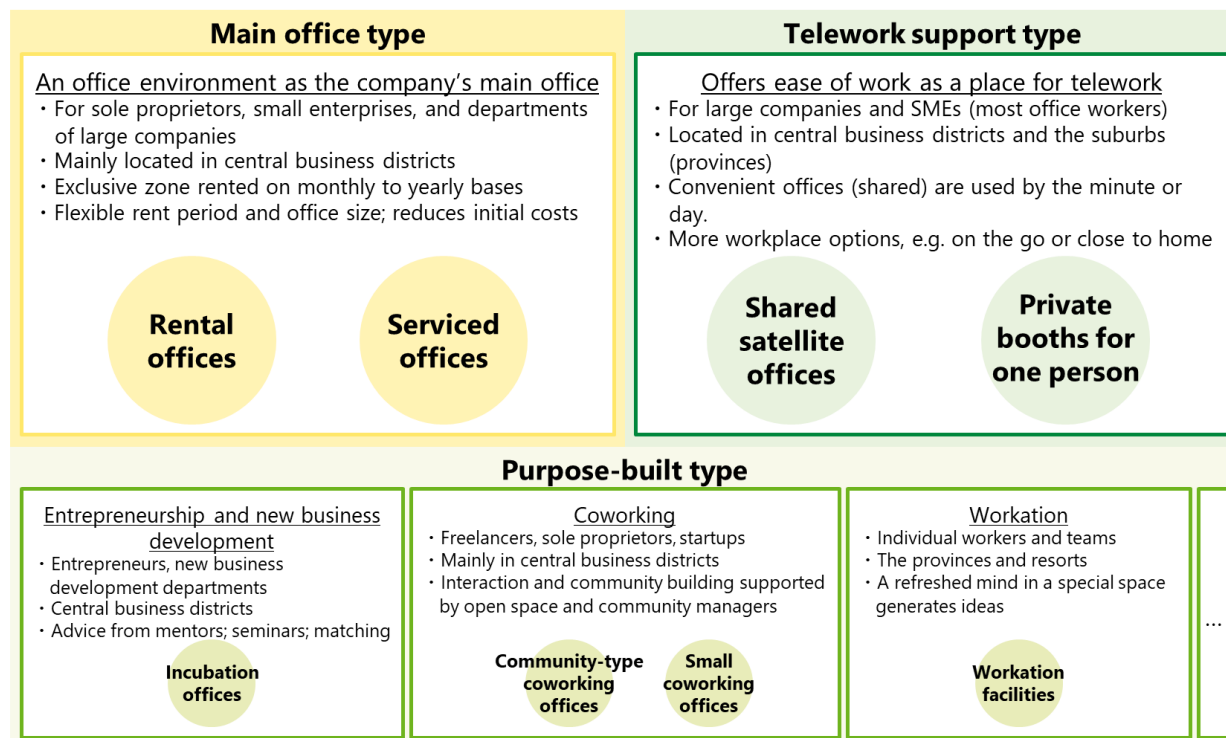 Main office type
An office environment as the company's main office
・For sole proprietors, small enterprises, and departments
of large companies
・Mainly located in central business districts
・Exclusive zone rented on monthly to yearly bases
・Flexible rent period and office size; reduces initial costs
Rental
offices
Serviced
offices
Telework support type
Offers ease of work as a place for telework
・For large companies and SMEs (most office workers)
・Located in central business districts and the suburbs
(provinces)
・Convenient offices (shared) are used by the minute or
day.
・More workplace options, e.g. on the go or close to home
Shared
satellite
offices
Private
booths for
one person
Purpose-built type
Entrepreneurship and new business
development
・Entrepreneurs, new business
development departments
・Central business districts
・Advice from mentors; seminars; matching
Incubation
offices
Coworking
・Freelancers, sole proprietors, startups
・Mainly in central business districts
・Interaction and community building supported
by open space and community managers
Community-type
coworking
offices
Small
coworking
offices
Workation
・Individual workers and teams
・The provinces and resorts
・A refreshed mind in a special space
generates ideas
Workation
facilities
...